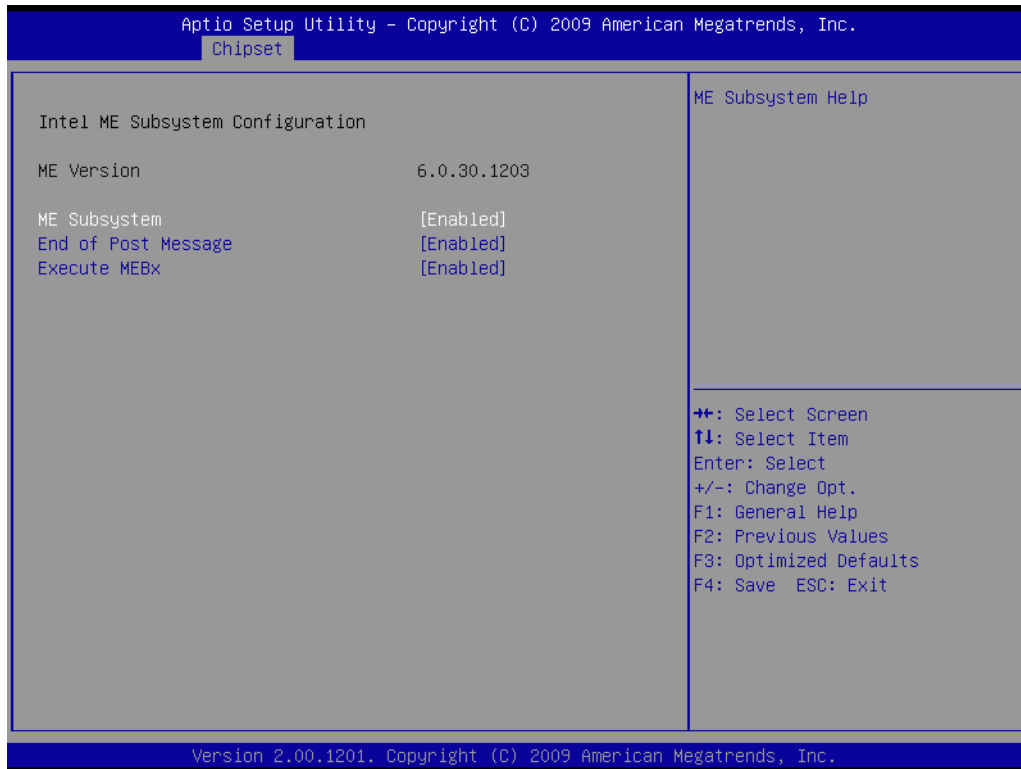 Aptio Setup Utility – Copyright (C) 2009 American Megatrends, Inc.
Chipset
Intel ME Subsystem Configuration
ME Version 6.0.30.1203
ME Subsystem [Enabled]
End of Post Message [Enabled]
Execute MEBx [Enabled]
ME Subsystem Help
→←: Select Screen
↑↓: Select Item
Enter: Select
+/-: Change Opt.
F1: General Help
F2: Previous Values
F3: Optimized Defaults
F4: Save ESC: Exit
Version 2.00.1201. Copyright (C) 2009 American Megatrends, Inc.